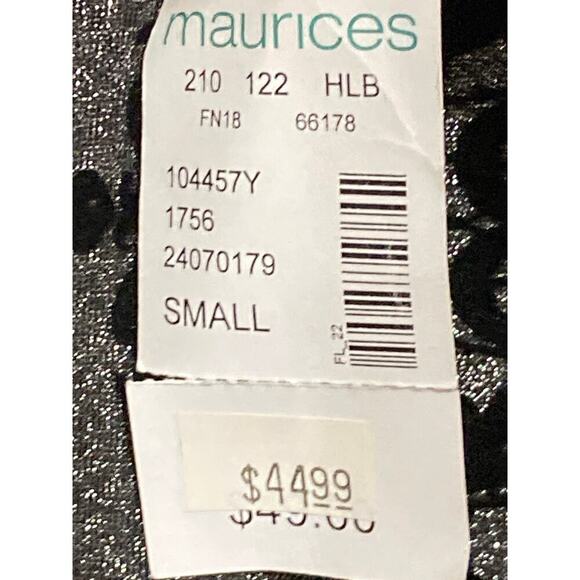 maurices
210 122 HLB
FN18 66178
104457Y
1756
24070179
SMALL
FL_22
$4499